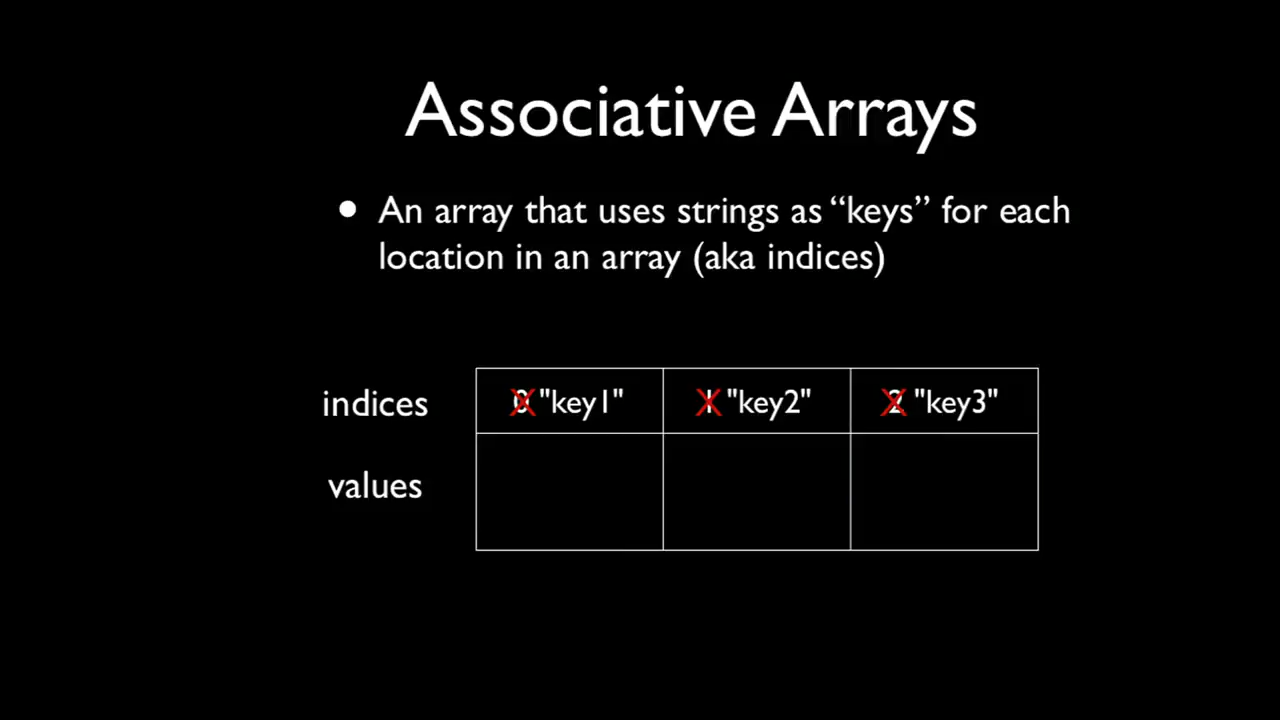 Associative Arrays
• An array that uses strings as “keys” for each
location in an array (aka indices)
indices 0 "key1" 1 "key2" 2 "key3"
values